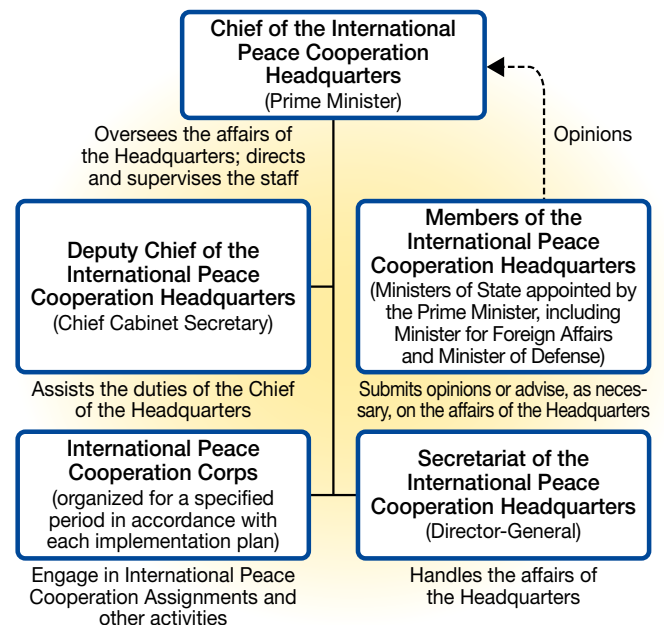 Chief of the International
Peace Cooperation
Headquarters
(Prime Minister)
Oversees the affairs of
the Headquarters; directs
and supervises the staff
Opinions
Deputy Chief of the
International Peace
Cooperation Headquarters
(Chief Cabinet Secretary)
Assists the duties of the Chief
of the Headquarters
Members of the
International Peace
Cooperation Headquarters
(Ministers of State appointed by
the Prime Minister, including
Minister for Foreign Affairs
and Minister of Defense)
Submits opinions or advise, as neces-
sary, on the affairs of the Headquarters
International Peace
Cooperation Corps
(organized for a specified
period in accordance with
each implementation plan)
Engage in International Peace
Cooperation Assignments and
other activities
Secretariat of the
International Peace
Cooperation Headquarters
(Director-General)
Handles the affairs of
the Headquarters